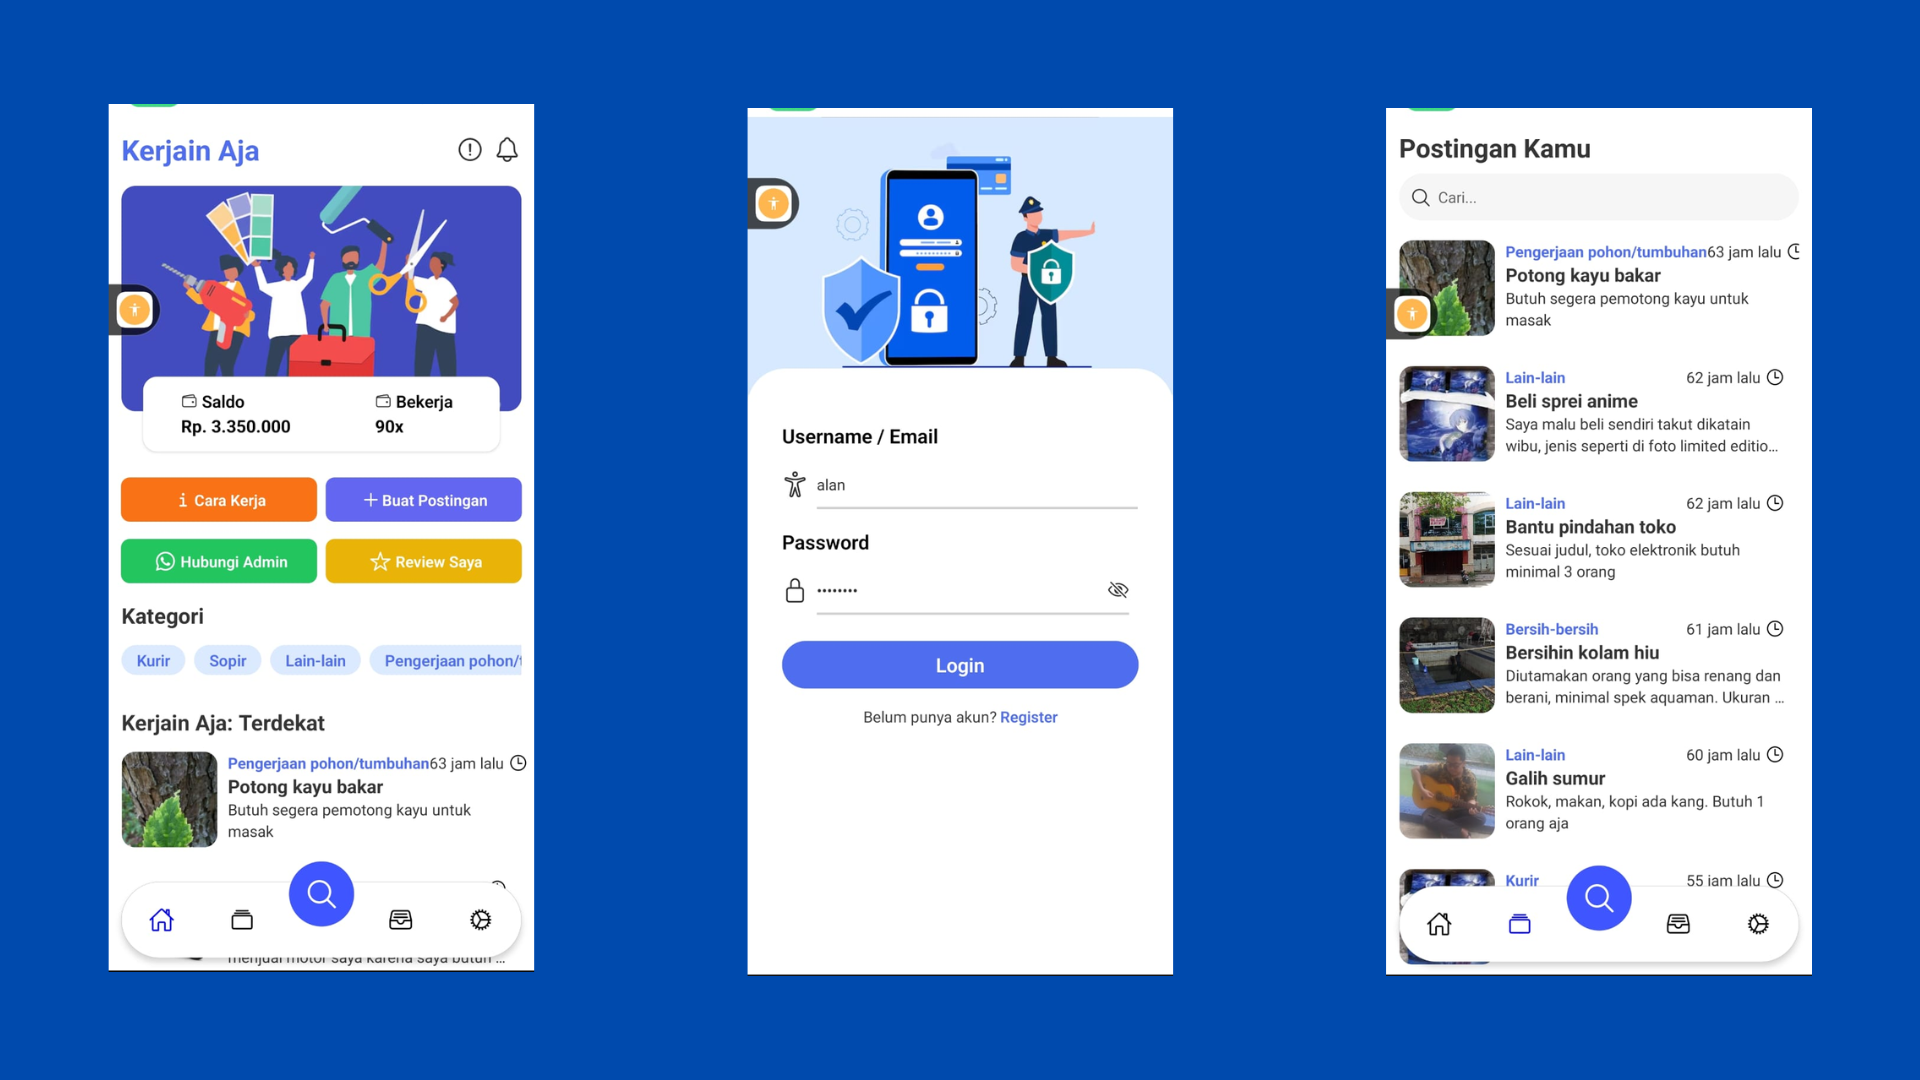 Kerjain Aja
Saldo
Rp. 3.350.000
Bekerja
90x
Cara Kerja
Buat Postingan
Hubungi Admin
Review Saya
Kategori
Kurir
Sopir
Lain-lain
Pengerjaan pohon/
Kerjain Aja: Terdekat
Pengerjaan pohon/tumbuhan63 jam lalu
Potong kayu bakar
Butuh segera pemotong kayu untuk
masak
menjual motor saya karena saya butuh ...
Username / Email
alan
Password
Login
Belum punya akun? Register
Postingan Kamu
Cari...
Pengerjaan pohon/tumbuhan63 jam lalu
Potong kayu bakar
Butuh segera pemotong kayu untuk
masak
Lain-lain 62 jam lalu
Beli sprei anime
Saya malu beli sendiri takut dikatain
wibu, jenis seperti di foto limited editio...
Lain-lain 62 jam lalu
Bantu pindahan toko
Sesuai judul, toko elektronik butuh
minimal 3 orang
Bersih-bersih 61 jam lalu
Bersihin kolam hiu
Diutamakan orang yang bisa renang dan
berani, minimal spek aquaman. Ukuran ...
Lain-lain 60 jam lalu
Galih sumur
Rokok, makan, kopi ada kang. Butuh 1
orang aja
Kurir 55 jam lalu